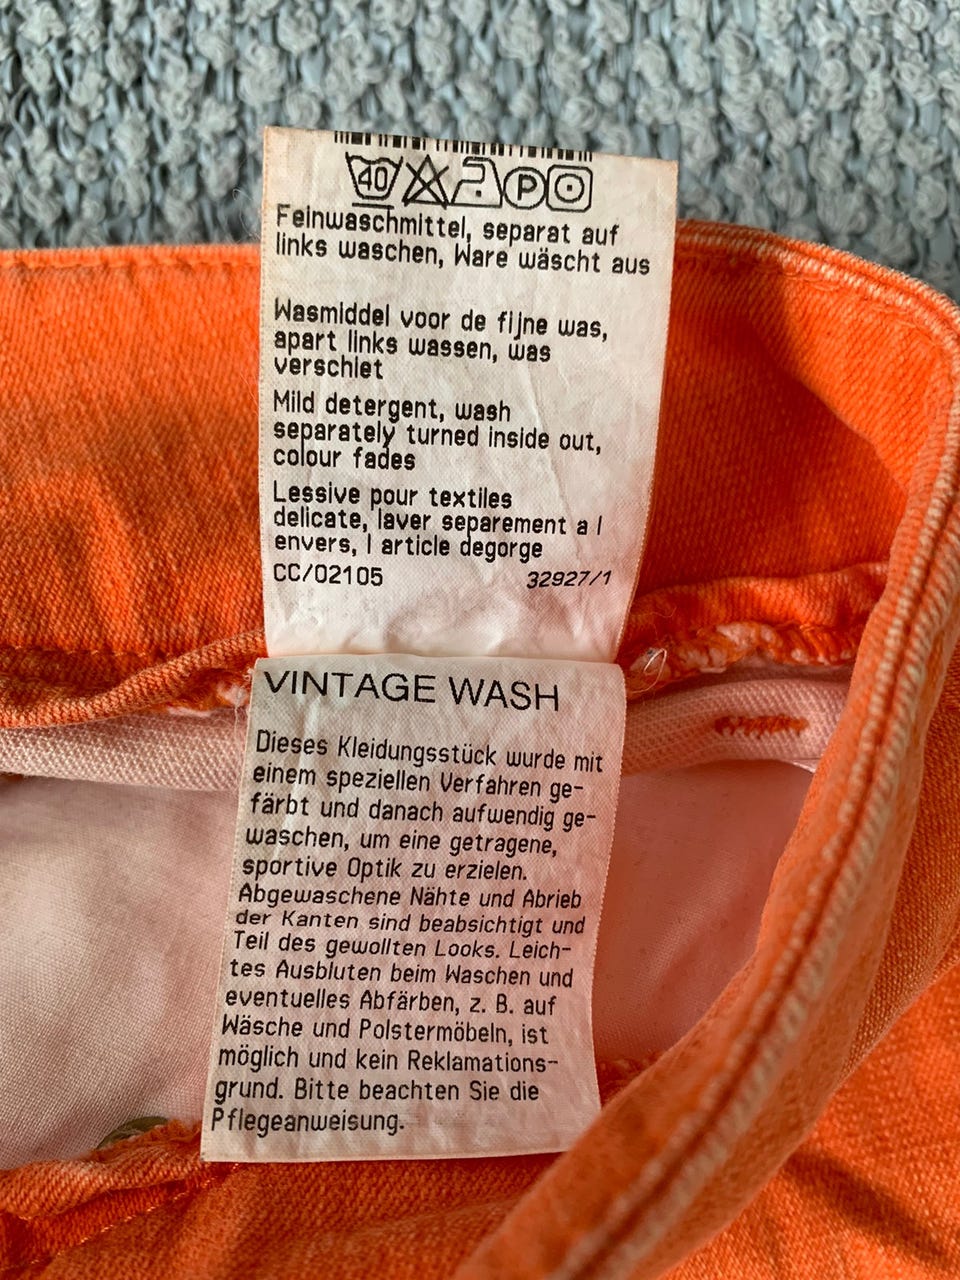 40 P
Feinwaschmittel, separat auf
links waschen, Ware wäscht aus
Wasmiddel voor de fijne was,
apart links wassen, was
verschiet
Mild detergent, wash
separately turned inside out,
colour fades
Lessive pour textiles
delicate, laver separement a l
envers, l article degorge
CC/02105 32927/1
VINTAGE WASH
Dieses Kleidungsstück wurde mit
einem speziellen Verfahren ge-
färbt und danach aufwendig ge-
waschen, um eine getragene,
sportive Optik zu erzielen.
Abgewaschene Nähte und Abrieb
der Kanten sind beabsichtigt und
Teil des gewollten Looks. Leich-
tes Ausbluten beim Waschen und
eventuelles Abfärben, z. B. auf
Wäsche und Polstermöbeln, ist
möglich und kein Reklamations-
grund. Bitte beachten Sie die
Pflegeanweisung.